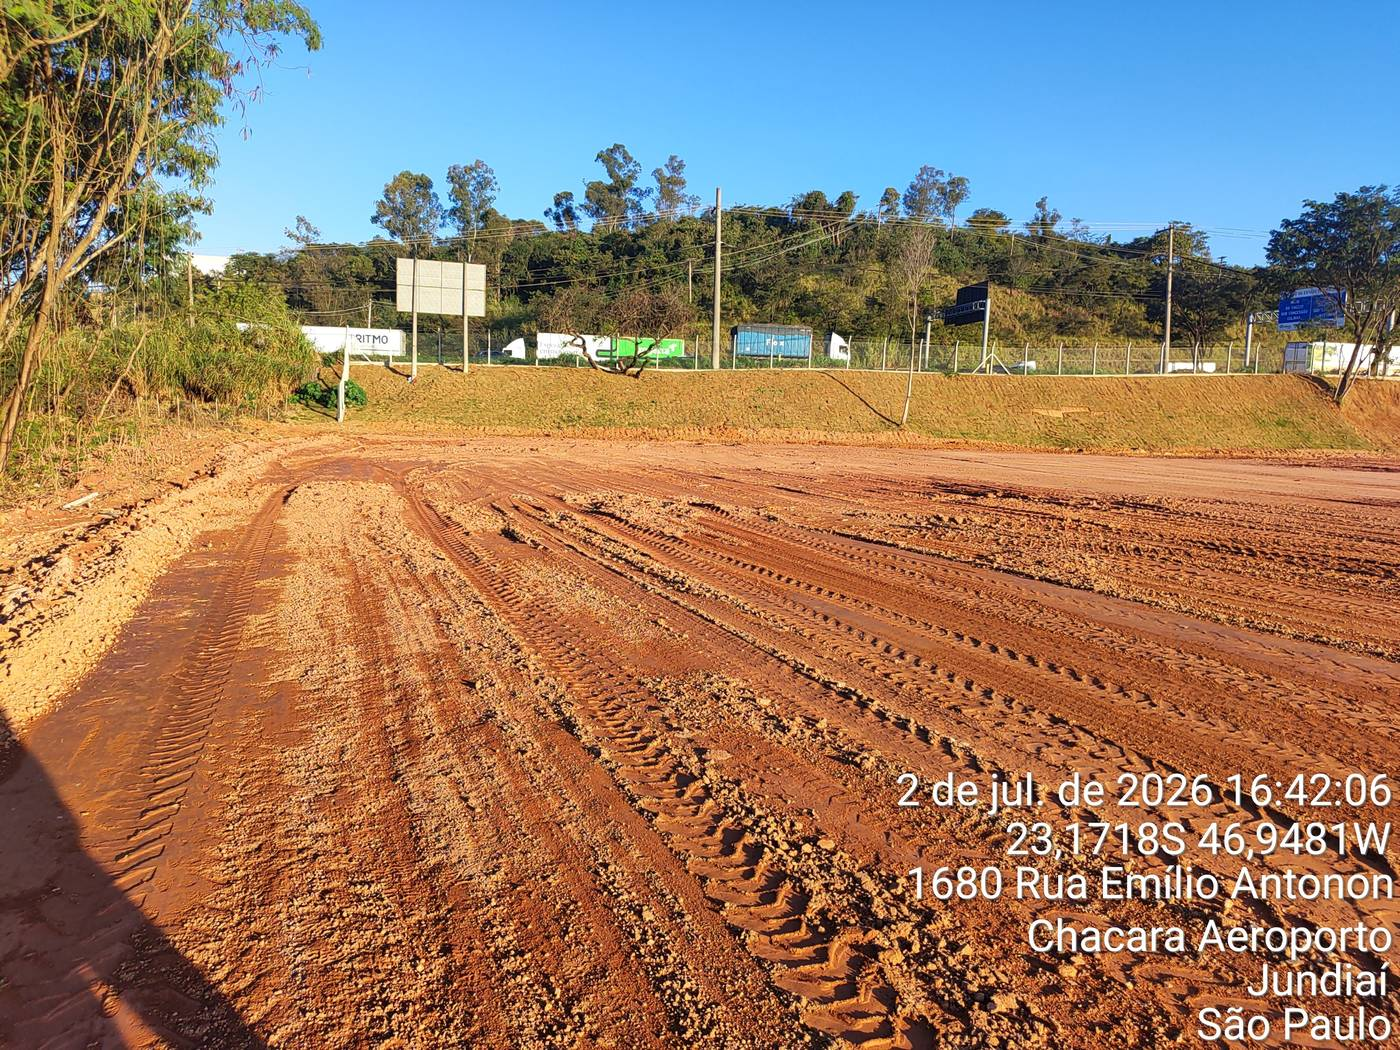 RITMO
2 de jul. de 2026 16:42:06
23,1718S 46,9481W
1680 Rua Emílio Antonon
Chacara Aeroporto
Jundiaí
São Paulo